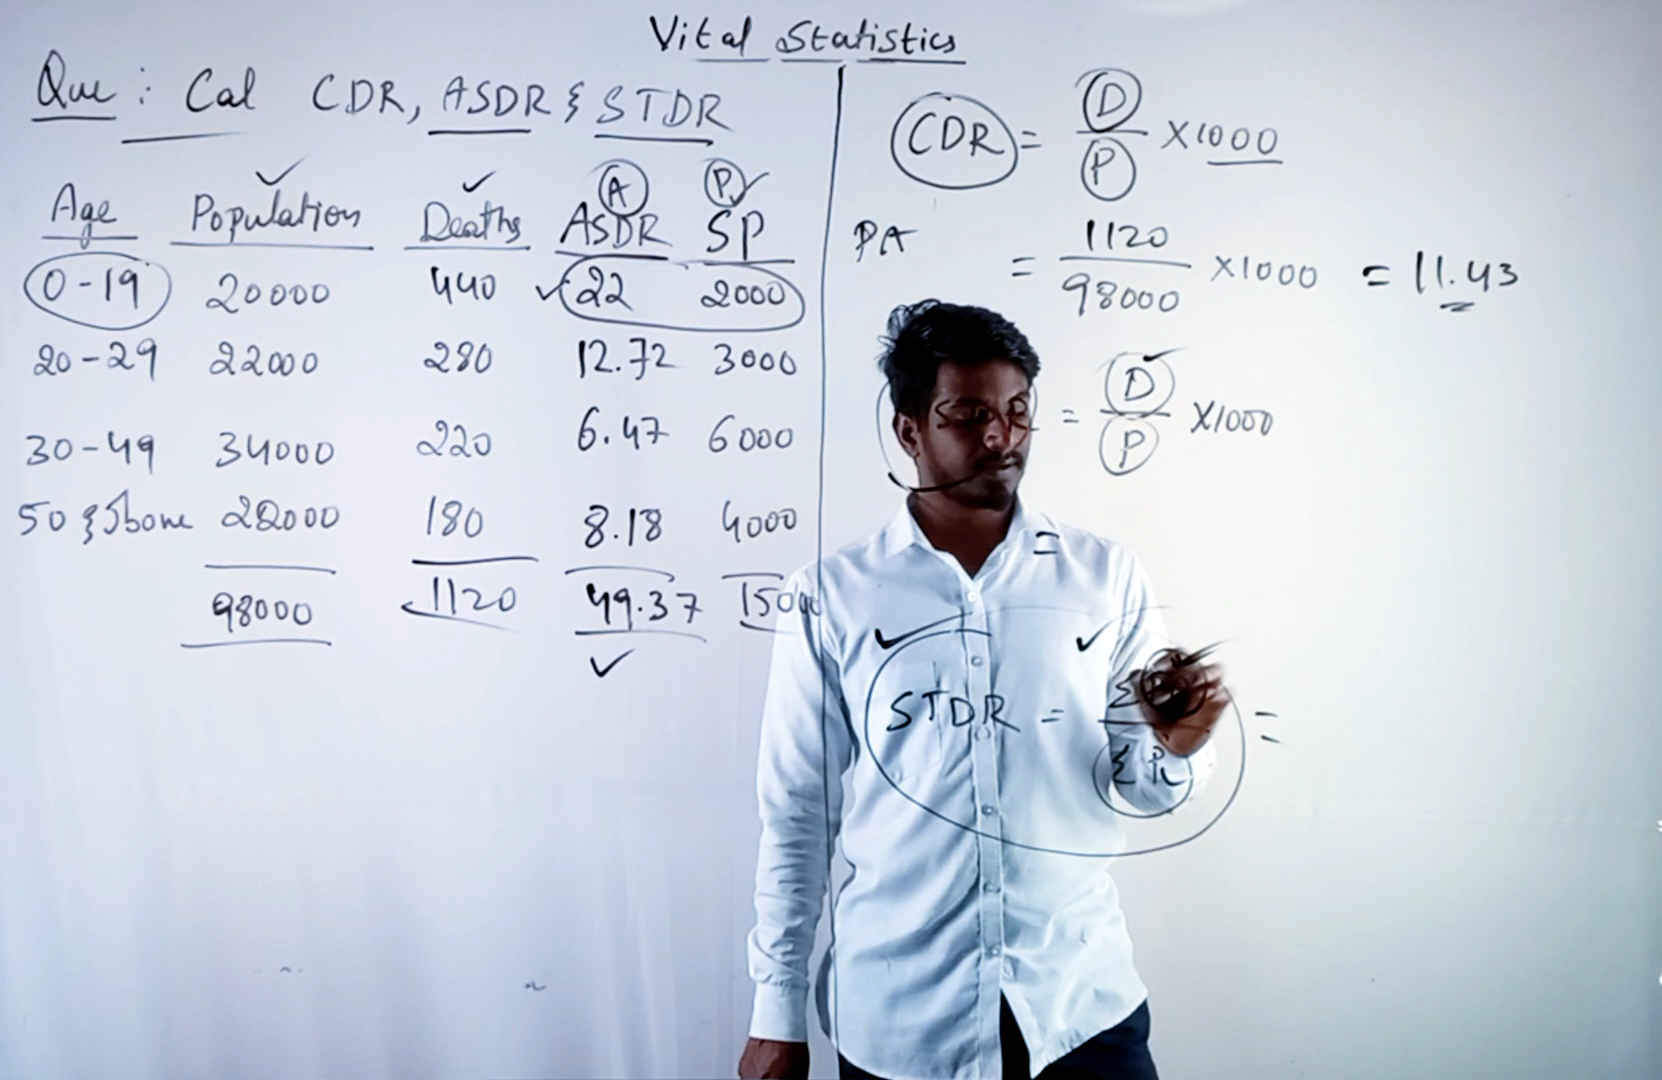 Vital Statistics
Que : Cal CDR, ASDR & STDR
Age Population Deaths ASDR SP
A P
0-19 20000 440 22 2000
20-29 22000 280 12.72 3000
30-49 34000 220 6.47 6000
50 & Above 22000 180 8.18 4000
98000 1120 49.37 15000
CDR = D/P X1000
PA
= 1120/98000 X1000 = 11.43
= D/P X1000
=
STDR = Σ / Σ Pi =